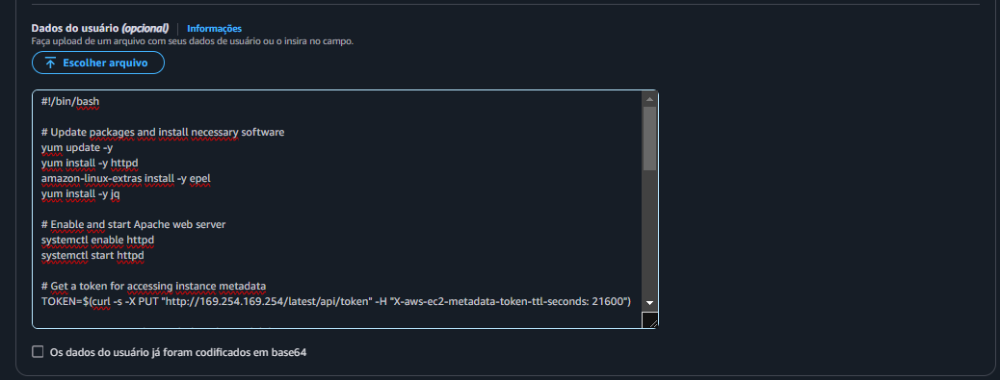 Dados do usuário (opcional) | Informações
Faça upload de um arquivo com seus dados de usuário ou o insira no campo.
Escolher arquivo
#!/bin/bash
# Update packages and install necessary software
yum update -y
yum install -y httpd
amazon-linux-extras install -y epel
yum install -y jq
# Enable and start Apache web server
systemctl enable httpd
systemctl start httpd
# Get a token for accessing instance metadata
TOKEN=$(curl -s -X PUT "http://169.254.169.254/latest/api/token" -H "X-aws-ec2-metadata-token-ttl-seconds: 21600")
Os dados do usuário já foram codificados em base64